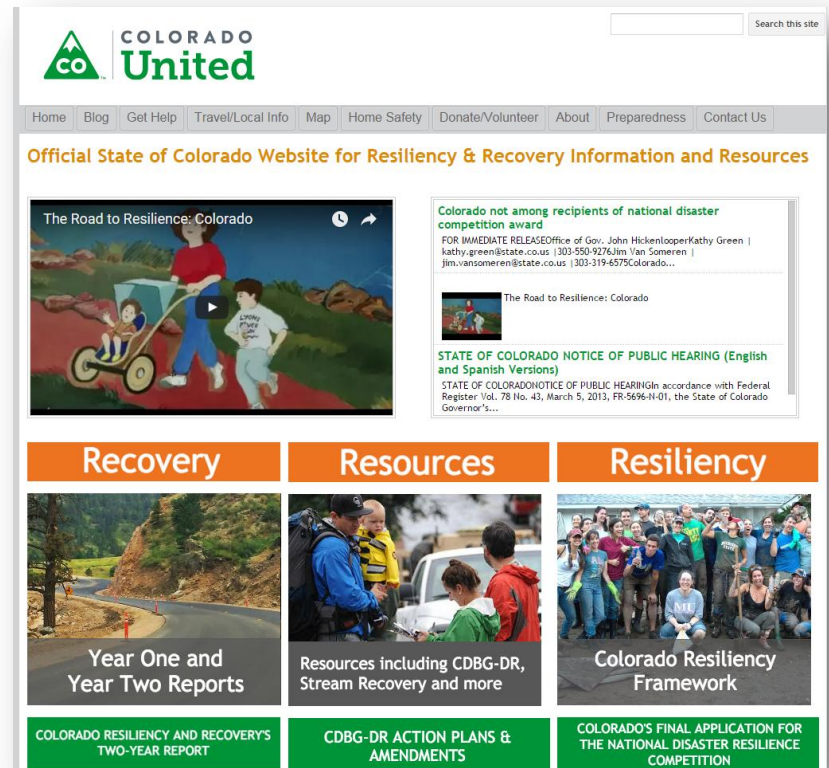 Search this site
COLORADO
United
CO
Home Blog Get Help Travel/Local Info Map Home Safety Donate/Volunteer About Preparedness Contact Us
Official State of Colorado Website for Resiliency & Recovery Information and Resources
The Road to Resilience: Colorado
LYONS
RIVER
Colorado not among recipients of national disaster
competition award
FOR IMMEDIATE RELEASEOffice of Gov. John HickenlooperKathy Green |
kathy.green@state.co.us |303-550-9276Jim Van Someren |
jim.vansomeren@state.co.us |303-319-6575Colorado...
The Road to Resilience: Colorado
STATE OF COLORADO NOTICE OF PUBLIC HEARING (English
and Spanish Versions)
STATE OF COLORADONOTICE OF PUBLIC HEARINGIn accordance with Federal
Register Vol. 78 No. 43, March 5, 2013, FR-5696-N-01, the State of Colorado
Governor's...
Recovery
Resources
Resiliency
Year One and
Year Two Reports
Resources including CDBG-DR,
Stream Recovery and more
MU
Colorado Resiliency
Framework
COLORADO RESILIENCY AND RECOVERY'S
TWO-YEAR REPORT
CDBG-DR ACTION PLANS &
AMENDMENTS
COLORADO'S FINAL APPLICATION FOR
THE NATIONAL DISASTER RESILIENCE
COMPETITION